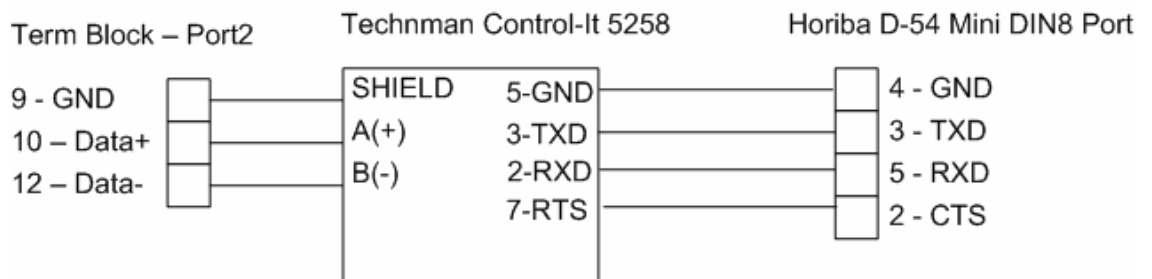 Term Block – Port2
Technman Control-It 5258
Horiba D-54 Mini DIN8 Port
9 - GND
10 – Data+
12 – Data-
SHIELD
A(+)
B(-)
5-GND
3-TXD
2-RXD
7-RTS
4 - GND
3 - TXD
5 - RXD
2 - CTS